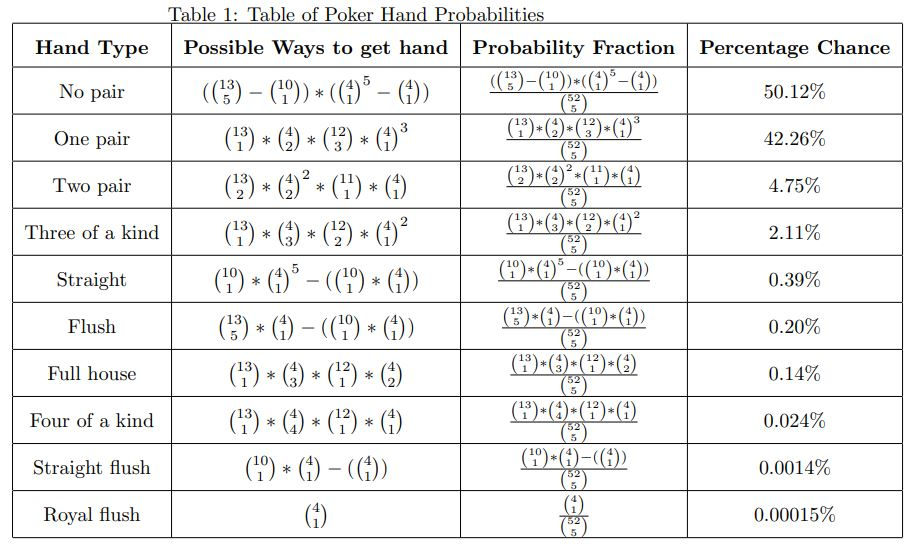 Table 1: Table of Poker Hand Probabilities
Hand Type | Possible Ways to get hand | Probability Fraction | Percentage Chance
No pair | $((\binom{13}{5} - \binom{10}{1})) * (\binom{4}{1}^5 - \binom{4}{1}))$ | $\frac{((\binom{13}{5}-\binom{10}{1}))*(\binom{4}{1}^5-\binom{4}{1}))}{\binom{52}{5}}$ | 50.12%
One pair | $\binom{13}{1} * \binom{4}{2} * \binom{12}{3} * \binom{4}{1}^3$ | $\frac{\binom{13}{1}*\binom{4}{2}*\binom{12}{3}*\binom{4}{1}^3}{\binom{52}{5}}$ | 42.26%
Two pair | $\binom{13}{2} * \binom{4}{2}^2 * \binom{11}{1} * \binom{4}{1}$ | $\frac{\binom{13}{2}*\binom{4}{2}^2*\binom{11}{1}*\binom{4}{1}}{\binom{52}{5}}$ | 4.75%
Three of a kind | $\binom{13}{1} * \binom{4}{3} * \binom{12}{2} * \binom{4}{1}^2$ | $\frac{\binom{13}{1}*\binom{4}{3}*\binom{12}{2}*\binom{4}{1}^2}{\binom{52}{5}}$ | 2.11%
Straight | $\binom{10}{1} * \binom{4}{1}^5 - (\binom{10}{1} * \binom{4}{1}))$ | $\frac{\binom{10}{1}*\binom{4}{1}^5-(\binom{10}{1}*\binom{4}{1}))}{\binom{52}{5}}$ | 0.39%
Flush | $\binom{13}{5} * \binom{4}{1} - (\binom{10}{1} * \binom{4}{1}))$ | $\frac{\binom{13}{5}*\binom{4}{1}-(\binom{10}{1}*\binom{4}{1}))}{\binom{52}{5}}$ | 0.20%
Full house | $\binom{13}{1} * \binom{4}{3} * \binom{12}{1} * \binom{4}{2}$ | $\frac{\binom{13}{1}*\binom{4}{3}*\binom{12}{1}*\binom{4}{2}}{\binom{52}{5}}$ | 0.14%
Four of a kind | $\binom{13}{1} * \binom{4}{4} * \binom{12}{1} * \binom{4}{1}$ | $\frac{\binom{13}{1}*\binom{4}{4}*\binom{12}{1}*\binom{4}{1}}{\binom{52}{5}}$ | 0.024%
Straight flush | $\binom{10}{1} * \binom{4}{1} - (\binom{4}{1}))$ | $\frac{\binom{10}{1}*\binom{4}{1}-(\binom{4}{1}))}{\binom{52}{5}}$ | 0.0014%
Royal flush | $\binom{4}{1}$ | $\frac{\binom{4}{1}}{\binom{52}{5}}$ | 0.00015%